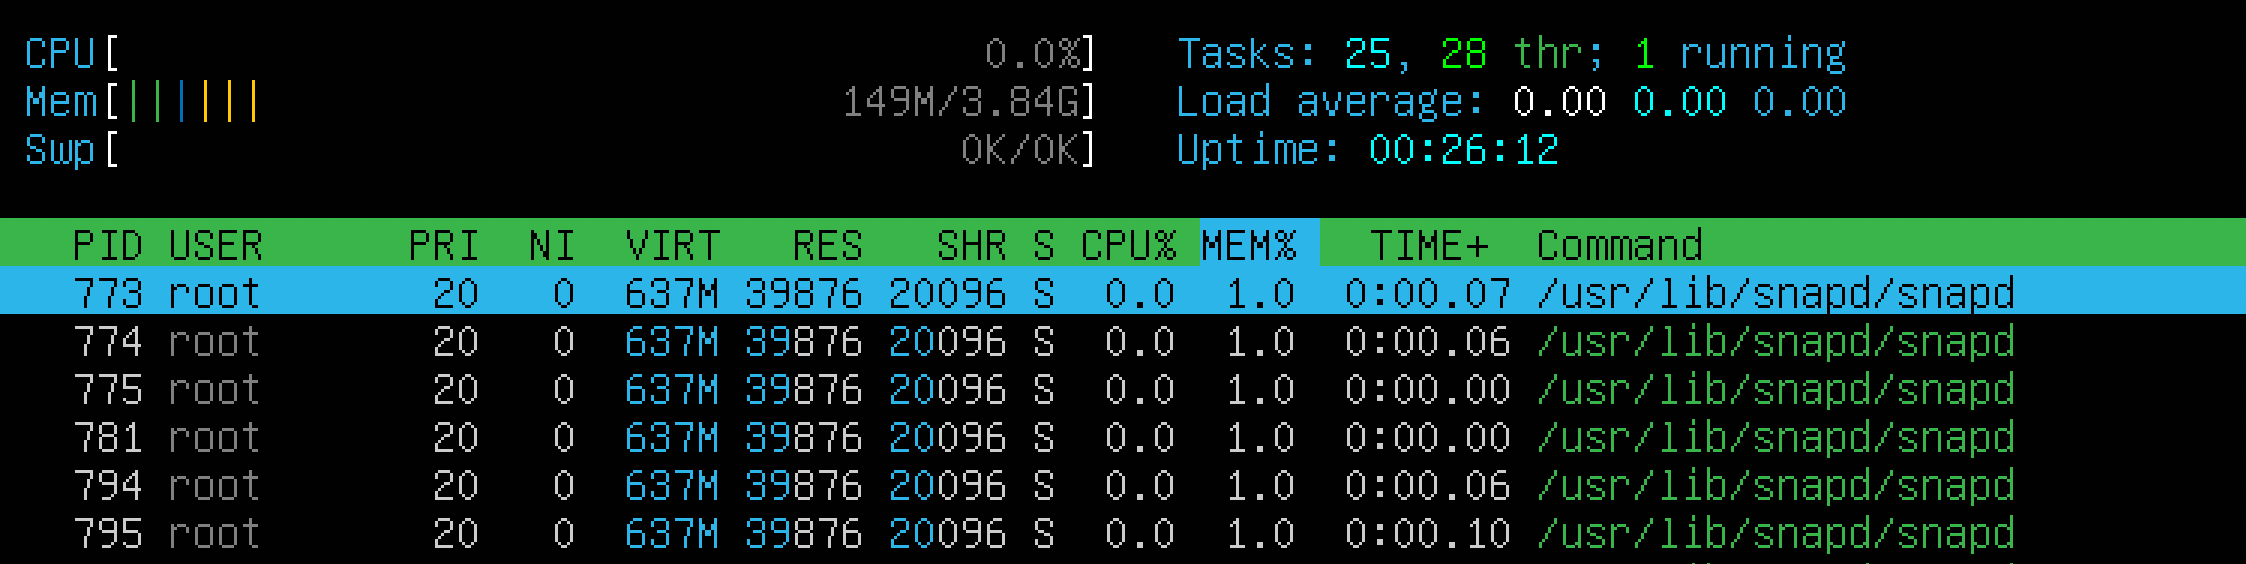 CPU[ 0.0%] Tasks: 25, 28 thr; 1 running
Mem[|||||| 149M/3.84G] Load average: 0.00 0.00 0.00
Swp[ 0K/0K] Uptime: 00:26:12
PID USER PRI NI VIRT RES SHR S CPU% MEM% TIME+ Command
773 root 20 0 637M 39876 20096 S 0.0 1.0 0:00.07 /usr/lib/snapd/snapd
774 root 20 0 637M 39876 20096 S 0.0 1.0 0:00.06 /usr/lib/snapd/snapd
775 root 20 0 637M 39876 20096 S 0.0 1.0 0:00.00 /usr/lib/snapd/snapd
781 root 20 0 637M 39876 20096 S 0.0 1.0 0:00.00 /usr/lib/snapd/snapd
794 root 20 0 637M 39876 20096 S 0.0 1.0 0:00.06 /usr/lib/snapd/snapd
795 root 20 0 637M 39876 20096 S 0.0 1.0 0:00.10 /usr/lib/snapd/snapd